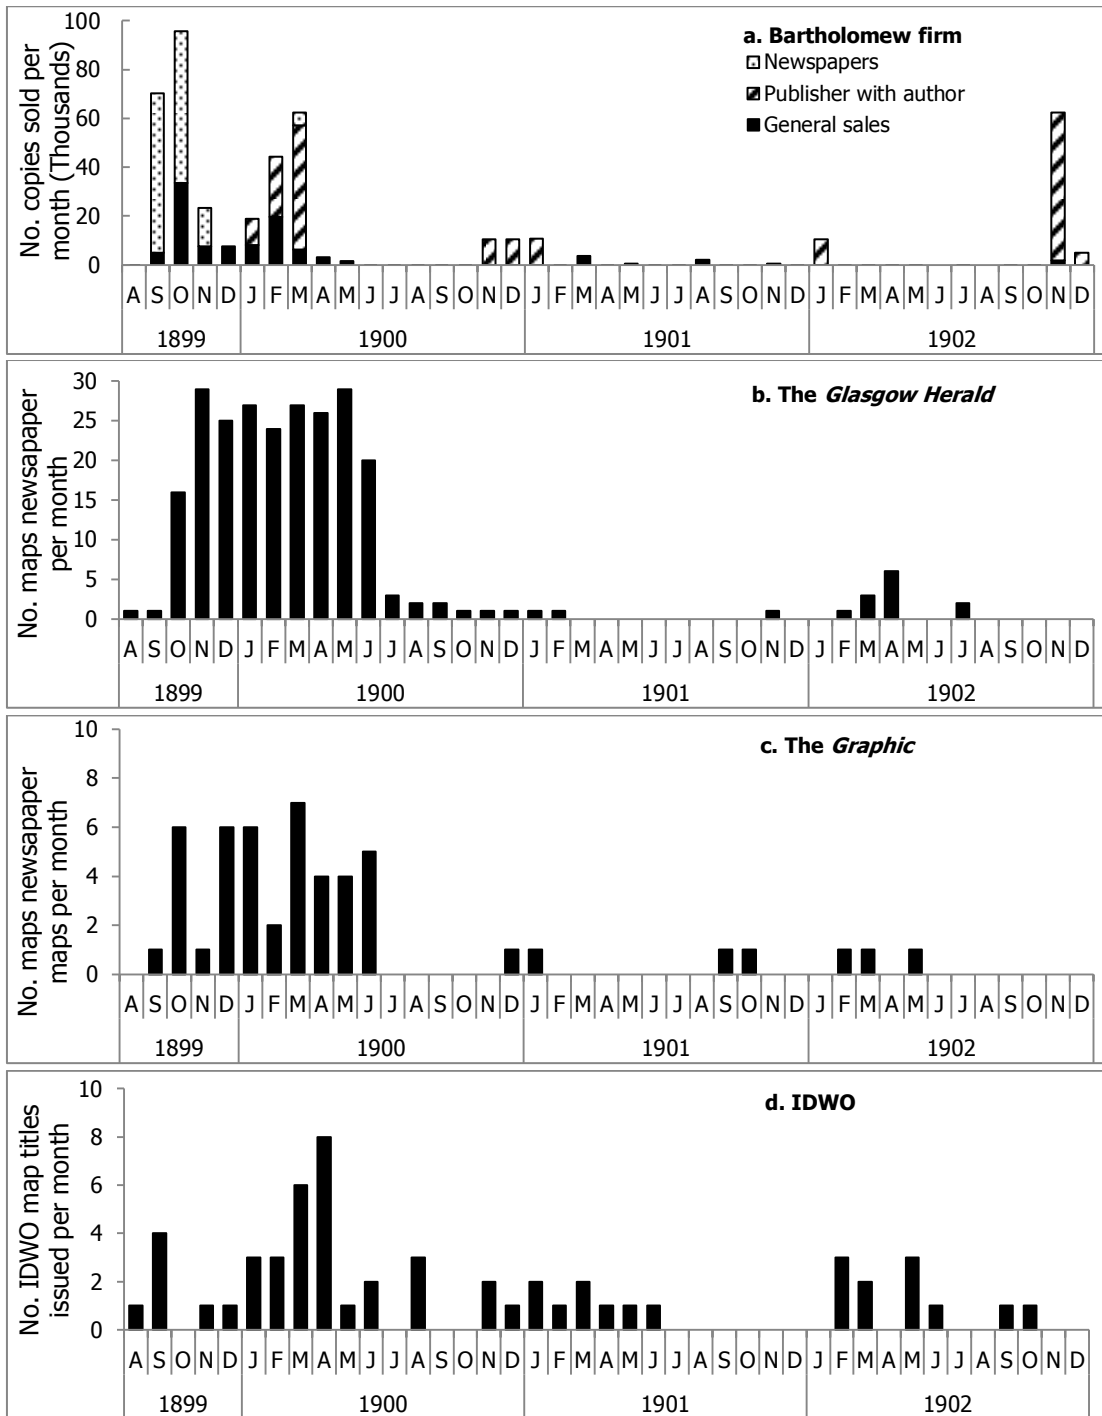 No. copies sold per
month (Thousands)
100
80
60
40
20
0
a. Bartholomew firm
Newspapers
Publisher with author
General sales
A S O N D J F M A M J J A S O N D J F M A M J J A S O N D J F M A M J J A S O N D
1899 1900 1901 1902
No. maps newsapaper
per month
30
25
20
15
10
5
0
b. The Glasgow Herald
A S O N D J F M A M J J A S O N D J F M A M J J A S O N D J F M A M J J A S O N D
1899 1900 1901 1902
No. maps newsapaper
maps per month
10
8
6
4
2
0
c. The Graphic
A S O N D J F M A M J J A S O N D J F M A M J J A S O N D J F M A M J J A S O N D
1899 1900 1901 1902
No. IDWO map titles
issued per month
10
8
6
4
2
0
d. IDWO
A S O N D J F M A M J J A S O N D J F M A M J J A S O N D J F M A M J J A S O N D
1899 1900 1901 1902